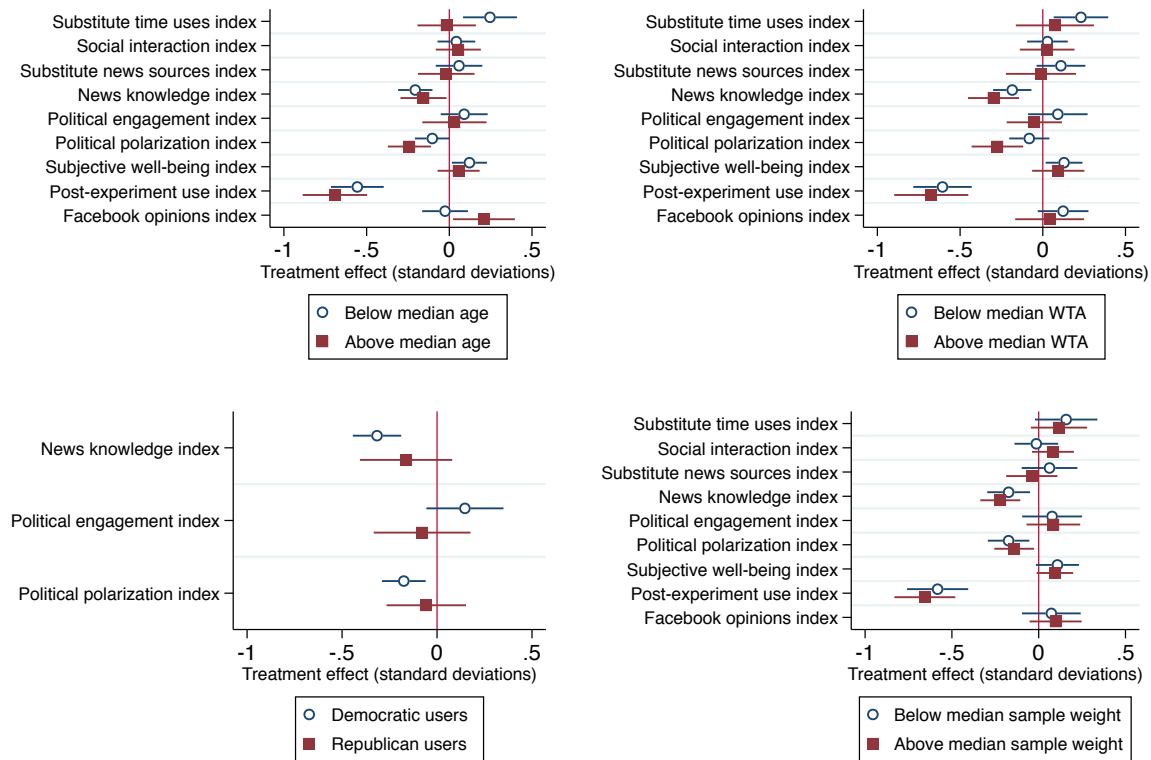 Substitute time uses index
Social interaction index
Substitute news sources index
News knowledge index
Political engagement index
Political polarization index
Subjective well-being index
Post-experiment use index
Facebook opinions index
-1 -.5 0 .5
Treatment effect (standard deviations)
Below median age
Above median age
Substitute time uses index
Social interaction index
Substitute news sources index
News knowledge index
Political engagement index
Political polarization index
Subjective well-being index
Post-experiment use index
Facebook opinions index
-1 -.5 0 .5
Treatment effect (standard deviations)
Below median WTA
Above median WTA
News knowledge index
Political engagement index
Political polarization index
-1 -.5 0 .5
Treatment effect (standard deviations)
Democratic users
Republican users
Substitute time uses index
Social interaction index
Substitute news sources index
News knowledge index
Political engagement index
Political polarization index
Subjective well-being index
Post-experiment use index
Facebook opinions index
-1 -.5 0 .5
Treatment effect (standard deviations)
Below median sample weight
Above median sample weight